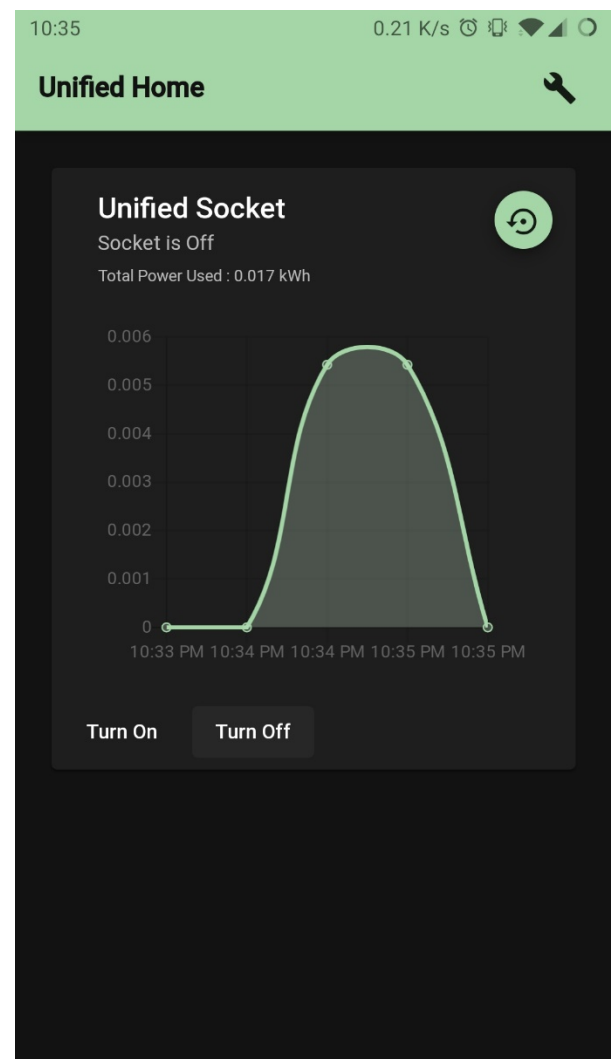 10:35 0.21 K/s
Unified Home
Unified Socket
Socket is Off
Total Power Used : 0.017 kWh
0.006
0.005
0.004
0.003
0.002
0.001
0
10:33 PM 10:34 PM 10:34 PM 10:35 PM 10:35 PM
Turn On Turn Off